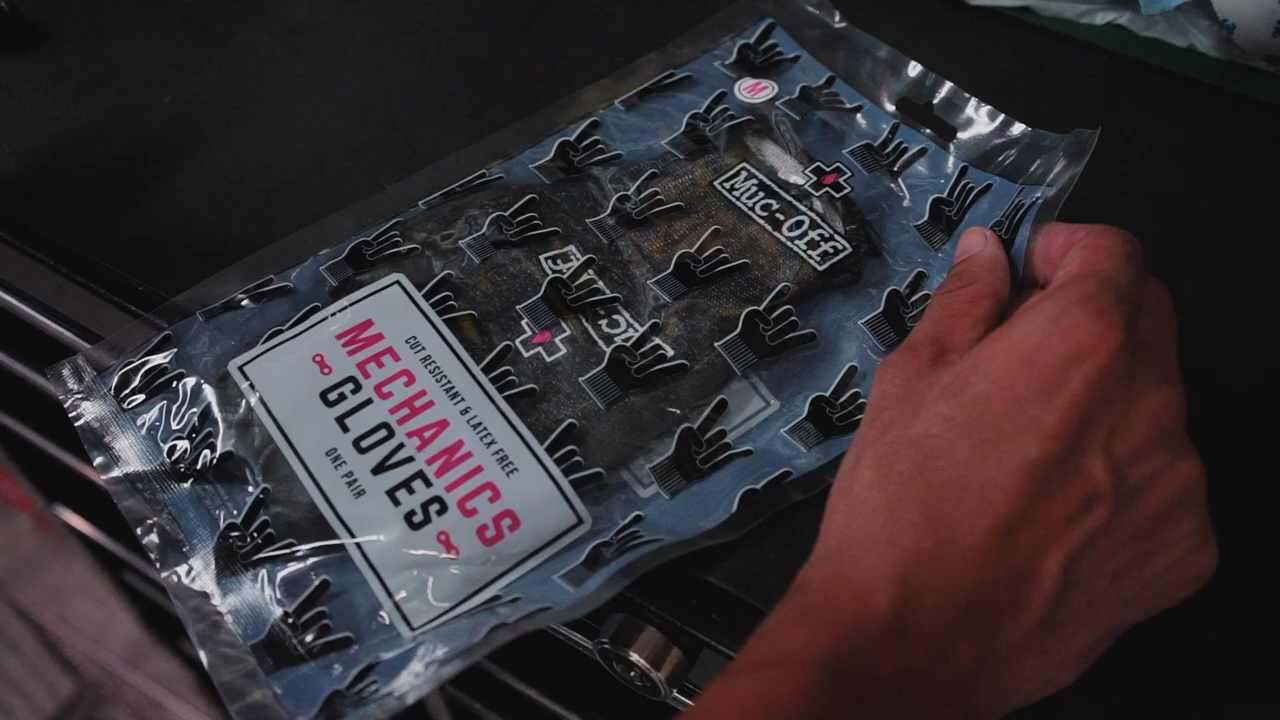 M
Muc-Off
CUT RESISTANT & LATEX FREE
MECHANICS
GLOVES
ONE PAIR